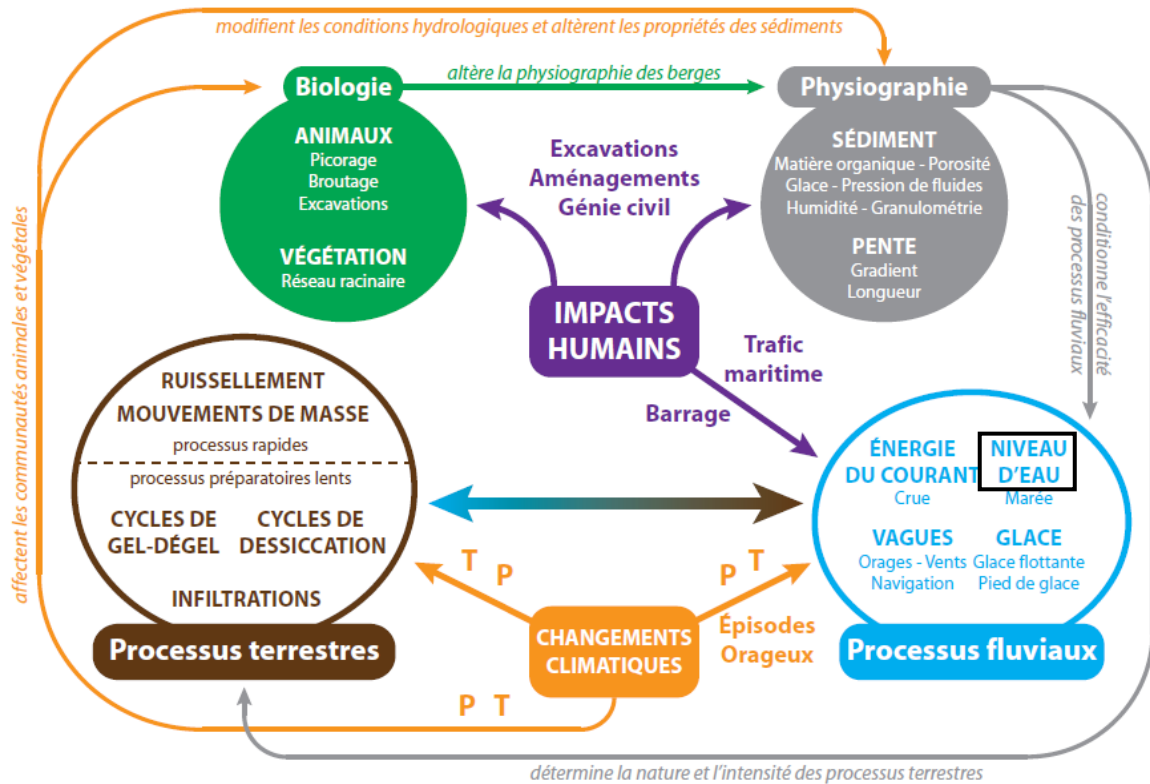 modifient les conditions hydrologiques et altèrent les propriétés des sédiments
Biologie
altère la physiographie des berges
Physiographie
ANIMAUX
Picorage
Broutage
Excavations
VÉGÉTATION
Réseau racinaire
Excavations
Aménagements
Génie civil
SÉDIMENT
Matière organique - Porosité
Glace - Pression de fluides
Humidité - Granulométrie
PENTE
Gradient
Longueur
affectent les communautés animales et végétales
conditionne l'efficacité
des processus fluviaux
IMPACTS
HUMAINS
Trafic
maritime
Barrage
RUISSELLEMENT
MOUVEMENTS DE MASSE
processus rapides
processus préparatoires lents
CYCLES DE
GEL-DÉGEL
CYCLES DE
DESSICCATION
INFILTRATIONS
Processus terrestres
ÉNERGIE
DU COURANT
Crue
NIVEAU
D'EAU
Marée
VAGUES
Orages - Vents
Navigation
GLACE
Glace flottante
Pied de glace
Processus fluviaux
T P
P T
CHANGEMENTS
CLIMATIQUES
Épisodes
Orageux
P T
détermine la nature et l'intensité des processus terrestres